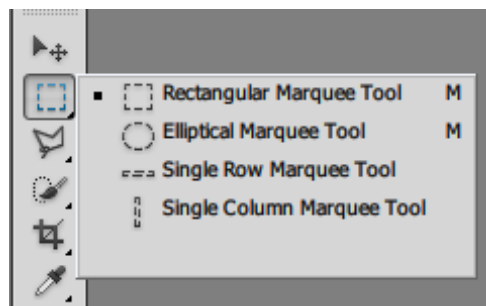 Rectangular Marquee Tool M
Elliptical Marquee Tool M
Single Row Marquee Tool
Single Column Marquee Tool